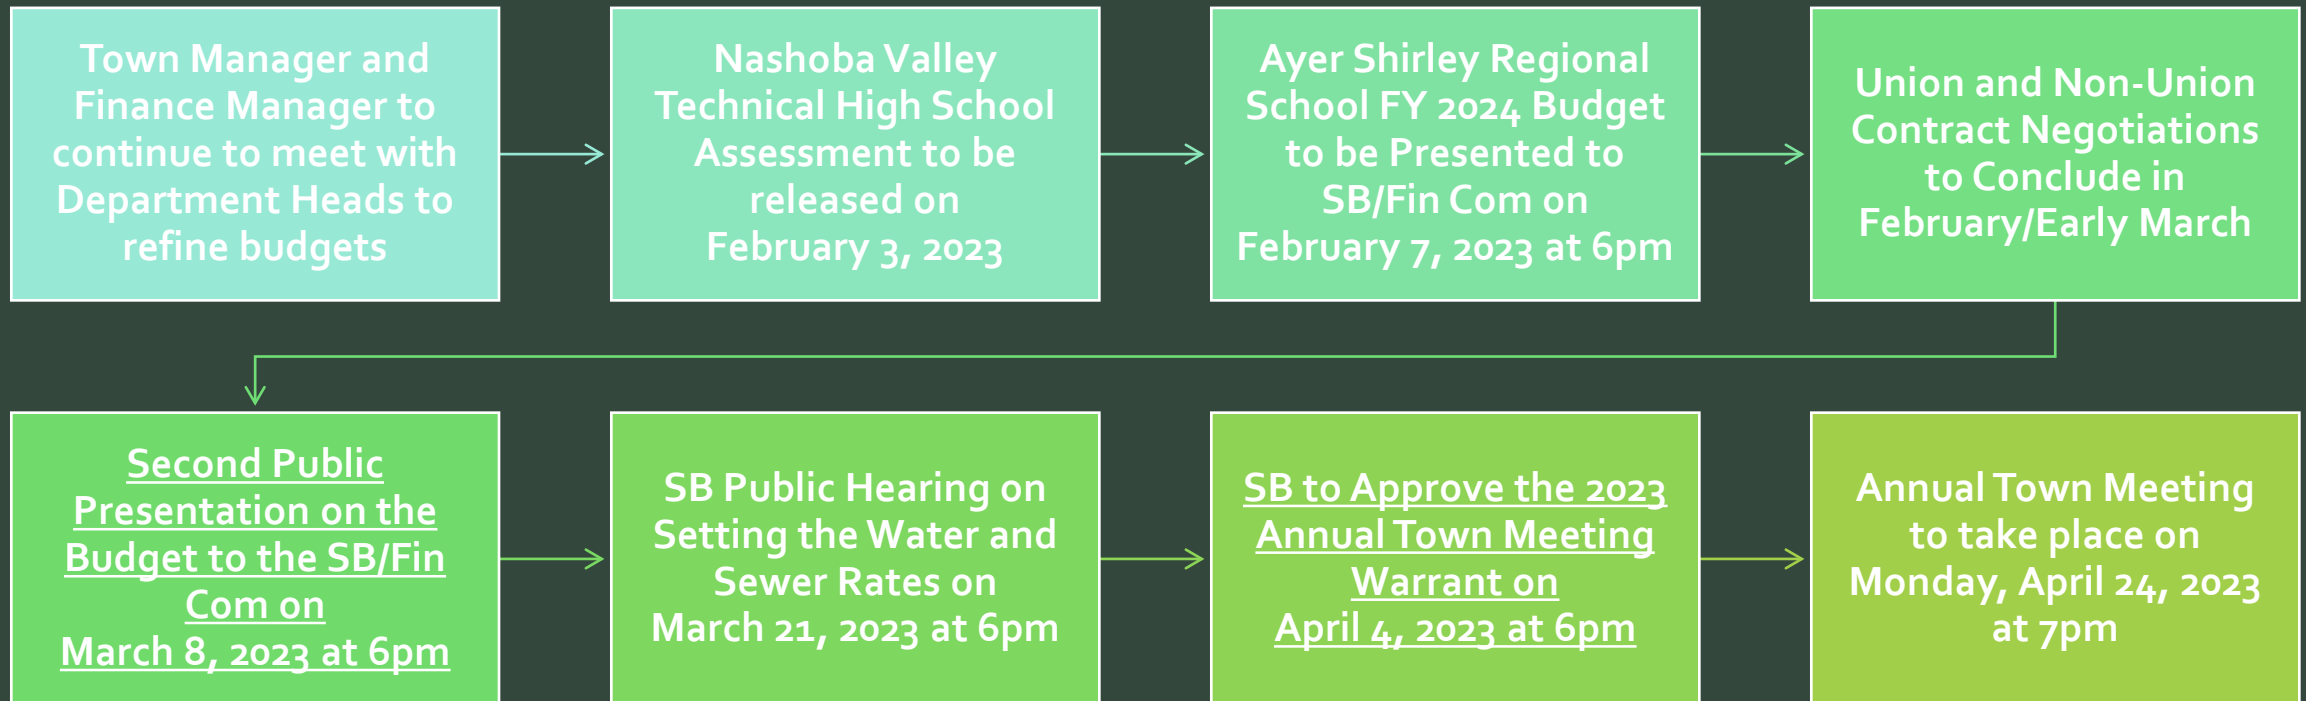 Town Manager and
Finance Manager to
continue to meet with
Department Heads to
refine budgets
Nashoba Valley
Technical High School
Assessment to be
released on
February 3, 2023
Ayer Shirley Regional
School FY 2024 Budget
to be Presented to
SB/Fin Com on
February 7, 2023 at 6pm
Union and Non-Union
Contract Negotiations
to Conclude in
February/Early March
Second Public
Presentation on the
Budget to the SB/Fin
Com on
March 8, 2023 at 6pm
SB Public Hearing on
Setting the Water and
Sewer Rates on
March 21, 2023 at 6pm
SB to Approve the 2023
Annual Town Meeting
Warrant on
April 4, 2023 at 6pm
Annual Town Meeting
to take place on
Monday, April 24, 2023
at 7pm